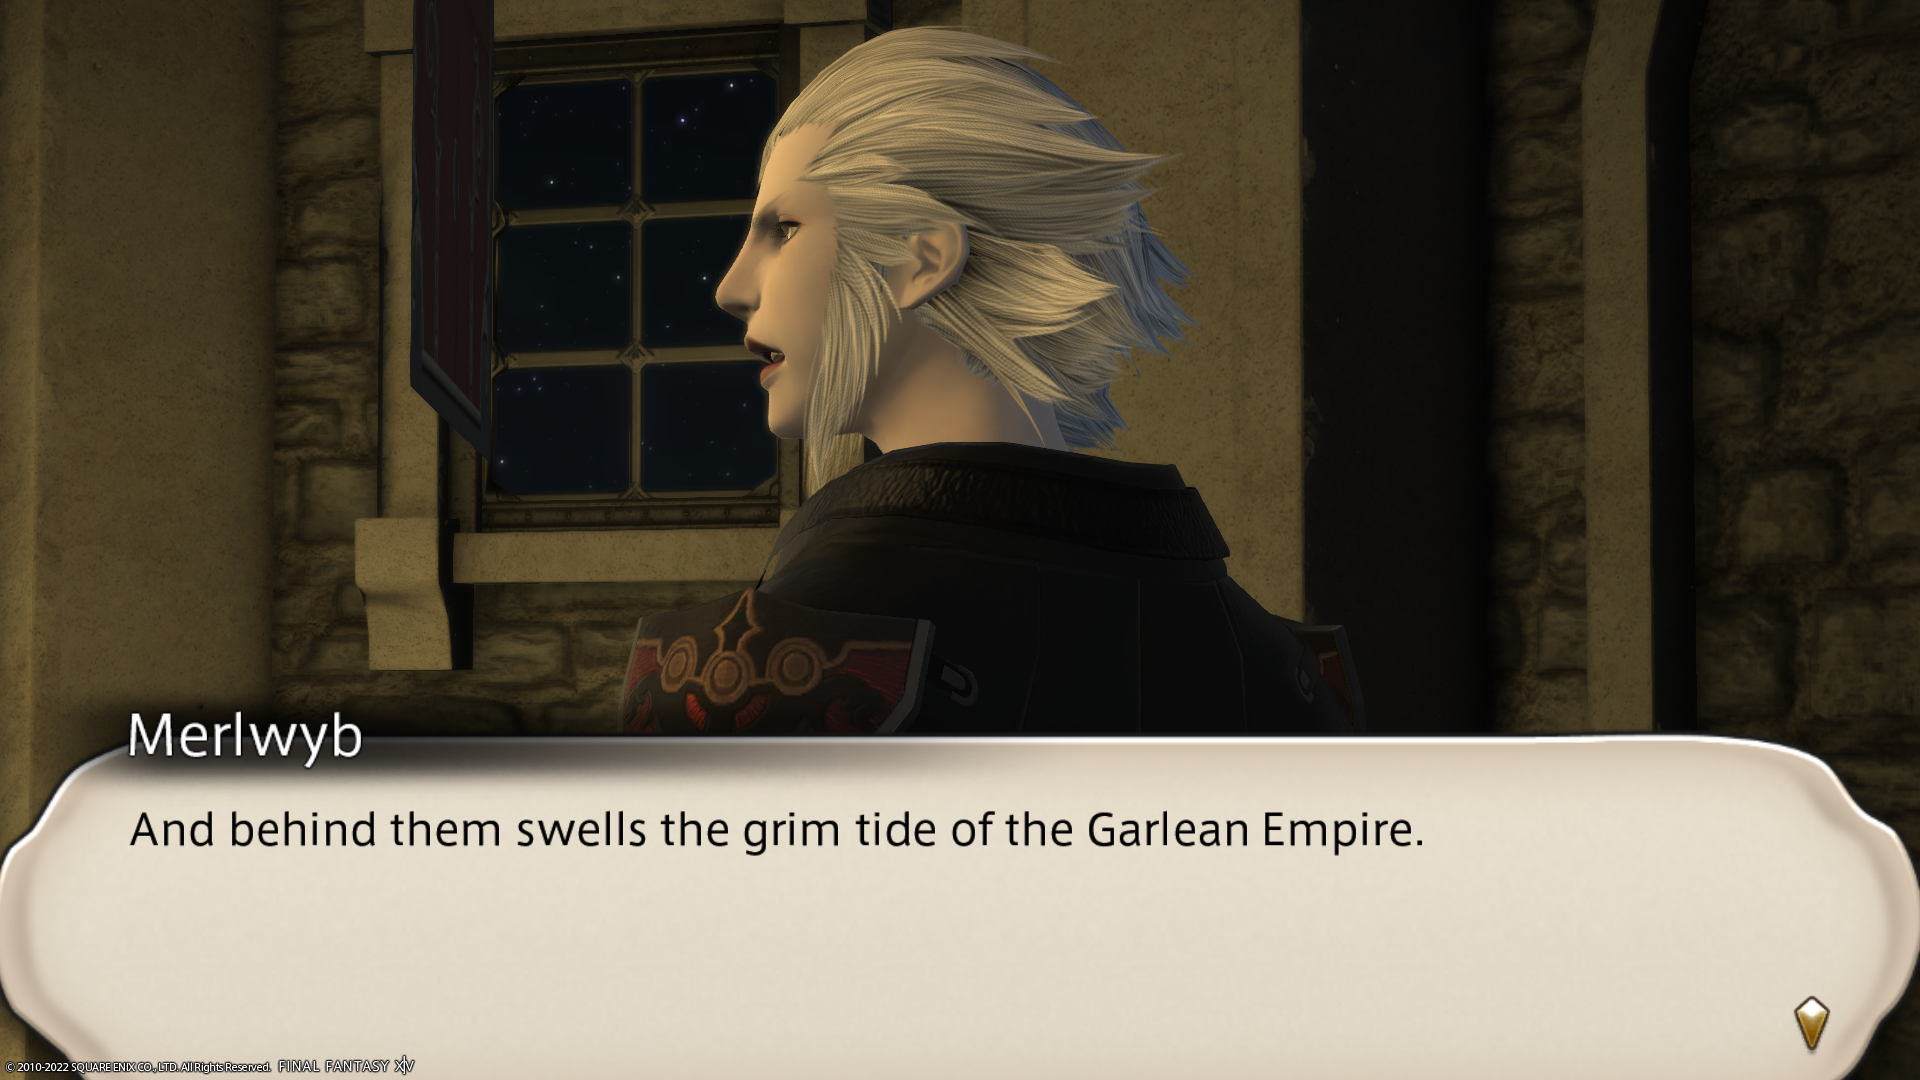 Merlwyb
And behind them swells the grim tide of the Garlean Empire.
© 2010-2022 SQUARE ENIX CO., LTD. All Rights Reserved. FINAL FANTASY XIV